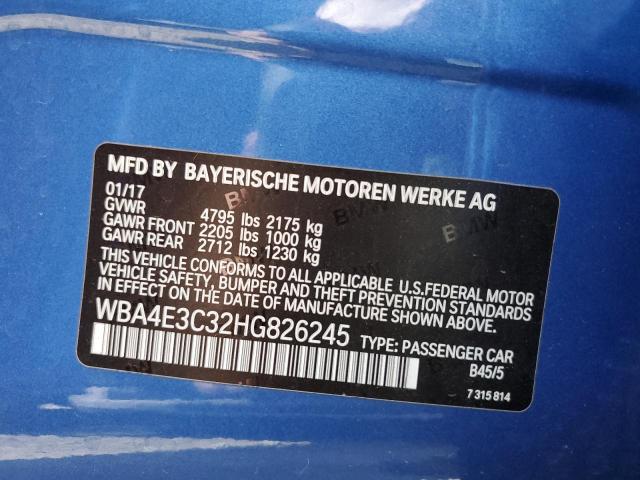 MFD BY BAYERISCHE MOTOREN WERKE AG
01/17
GVWR 4795 lbs 2175 kg
GAWR FRONT 2205 lbs 1000 kg
GAWR REAR 2712 lbs 1230 kg
THIS VEHICLE CONFORMS TO ALL APPLICABLE U.S.FEDERAL MOTOR
VEHICLE SAFETY, BUMPER AND THEFT PREVENTION STANDARDS
IN EFFECT ON THE DATE OF MANUFACTURE SHOWN ABOVE.
WBA4E3C32HG826245 TYPE: PASSENGER CAR
B45/5
7 315 814